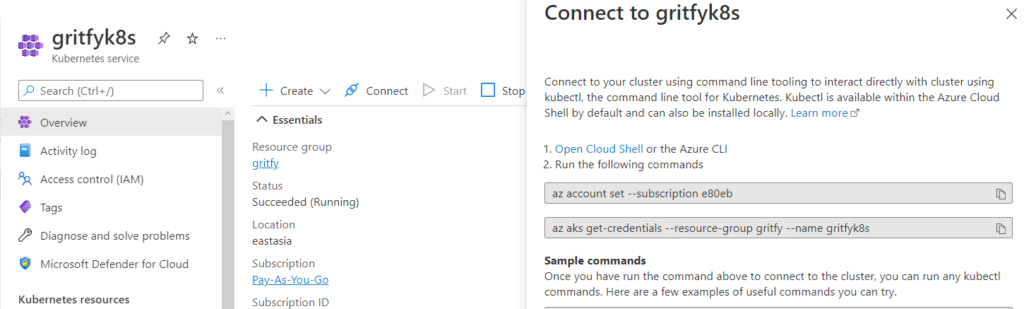 gritfyk8s
Kubernetes service
Search (Ctrl+/)
Overview
Activity log
Access control (IAM)
Tags
Diagnose and solve problems
Microsoft Defender for Cloud
Kubernetes resources
Create
Connect
Start
Stop
Essentials
Resource group
gritfy
Status
Succeeded (Running)
Location
eastasia
Subscription
Pay-As-You-Go
Subscription ID
Connect to gritfyk8s
Connect to your cluster using command line tooling to interact directly with cluster using
kubectl, the command line tool for Kubernetes. Kubectl is available within the Azure Cloud
Shell by default and can also be installed locally. Learn more
1. Open Cloud Shell or the Azure CLI
2. Run the following commands
az account set --subscription e80eb
az aks get-credentials --resource-group gritfy --name gritfyk8s
Sample commands
Once you have run the command above to connect to the cluster, you can run any kubectl
commands. Here are a few examples of useful commands you can try.